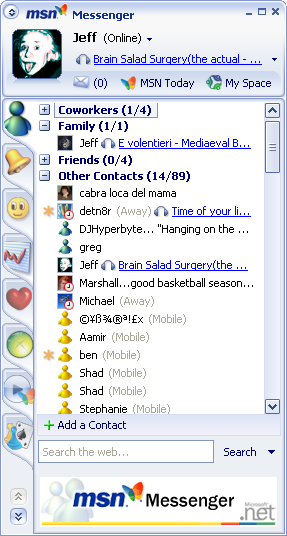 msn Messenger
Jeff (Online)
Brain Salad Surgery(the actual - ...
(0) MSN Today My Space
Coworkers (1/4)
Family (1/1)
Jeff E volentieri - Mediaeval B...
Friends (0/4)
Other Contacts (14/89)
cabra loca del mama
detn8r (Away) Time of your li...
DJHyperbyte... "Hanging on the ...
greg
Jeff Brain Salad Surgery(the ...
Marshall...good basketball season...
Michael (Away)
©¥ß¾®ª!£x (Mobile)
Aamir (Mobile)
ben (Mobile)
Shad (Mobile)
Shad (Mobile)
Stephanie (Mobile)
Add a Contact
Search the web... Search
msn Messenger
Microsoft
.net